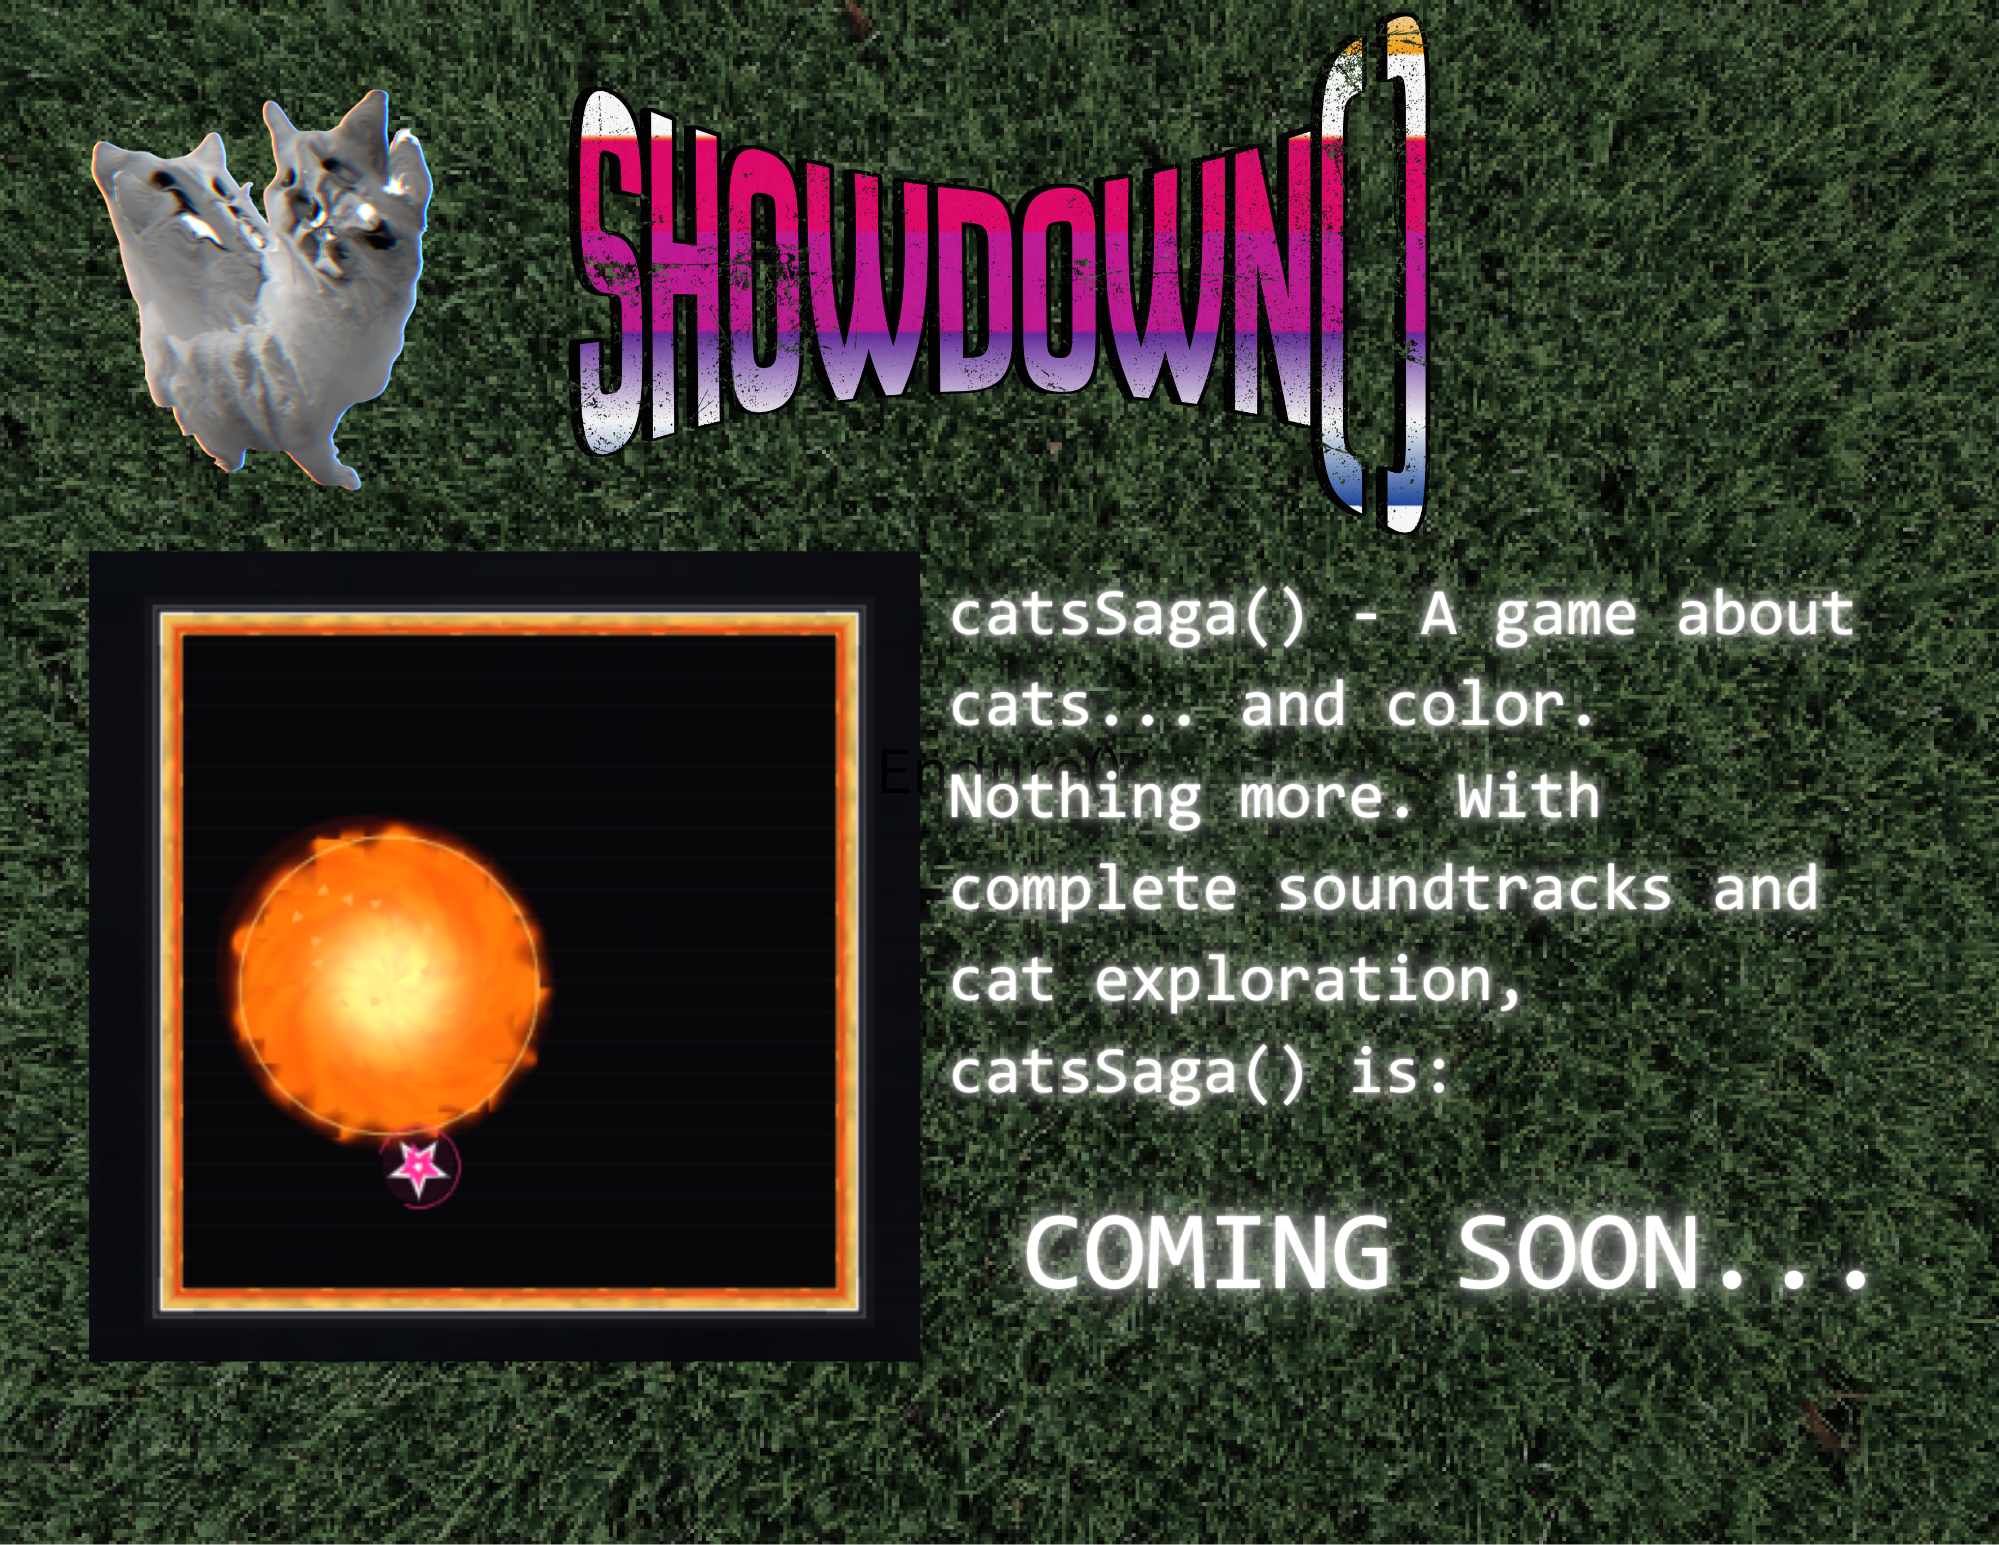 SHOWDOWN()
catsSaga() - A game about
cats... and color.
Endure()
Nothing more. With
complete soundtracks and
cat exploration,
catsSaga() is:
COMING SOON...